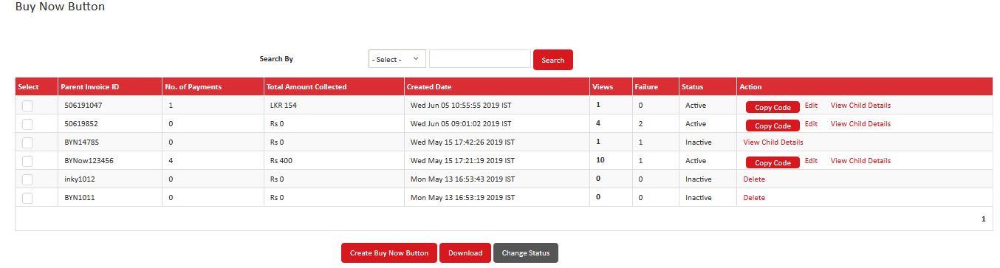 Buy Now Button
Search By - Select - Search
Select Parent Invoice ID No. of Payments Total Amount Collected Created Date Views Failure Status Action
506191047 1 LKR 154 Wed Jun 05 10:55:55 2019 IST 1 0 Active Copy Code Edit View Child Details
50619852 0 Rs 0 Wed Jun 05 09:01:02 2019 IST 4 2 Active Copy Code Edit View Child Details
BYN14785 0 Rs 0 Wed May 15 17:42:26 2019 IST 1 1 Inactive View Child Details
BYNow123456 4 Rs 400 Wed May 15 17:21:19 2019 IST 10 1 Active Copy Code Edit View Child Details
inky1012 0 Rs 0 Mon May 13 16:53:43 2019 IST 0 0 Inactive Delete
BYN1011 0 Rs 0 Mon May 13 16:53:19 2019 IST 0 0 Inactive Delete
1
Create Buy Now Button Download Change Status